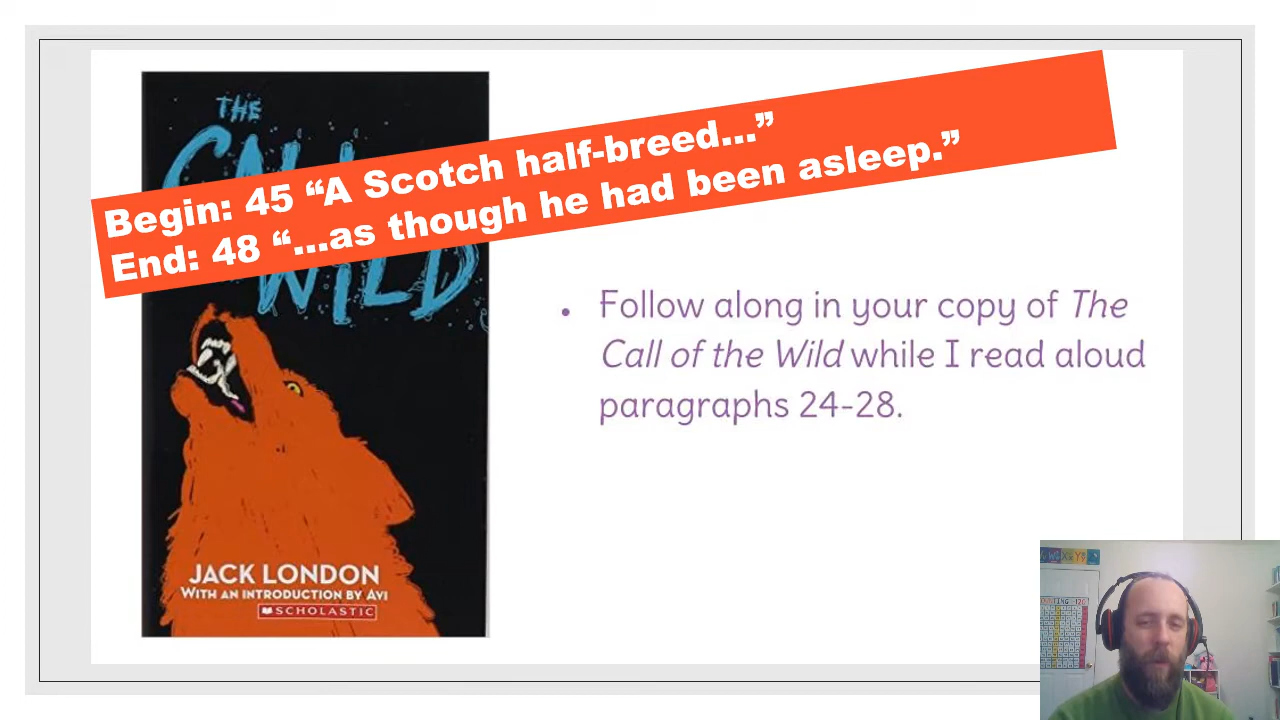 THE
CALL
WILD
Begin: 45 “A Scotch half-breed…”
End: 48 “…as though he had been asleep.”
• Follow along in your copy of The
Call of the Wild while I read aloud
paragraphs 24-28.
JACK LONDON
WITH AN INTRODUCTION BY AVI
SCHOLASTIC